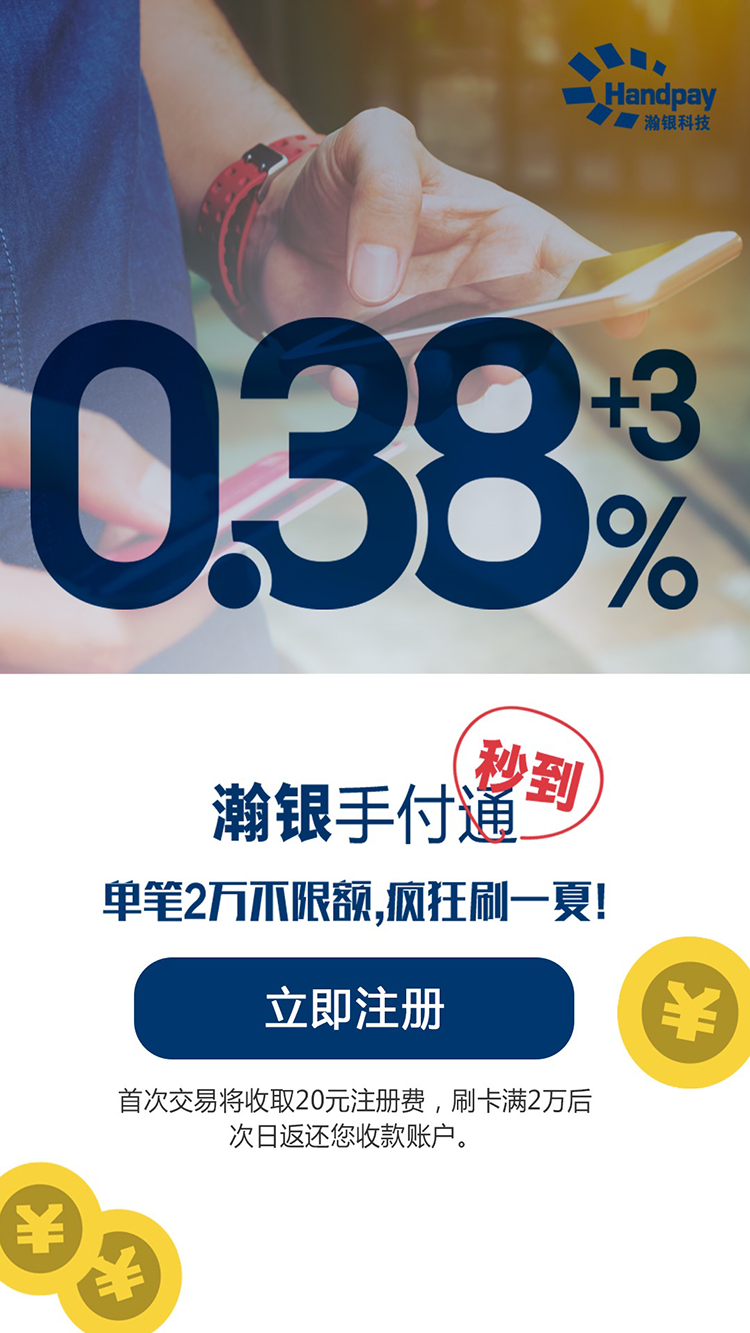 Handpay
瀚银科技
0.38%+3
秒到
瀚银手付通
单笔2万不限额,疯狂刷一夏!
立即注册
首次交易将收取20元注册费，刷卡满2万后
次日返还您收款账户。
¥
¥
¥